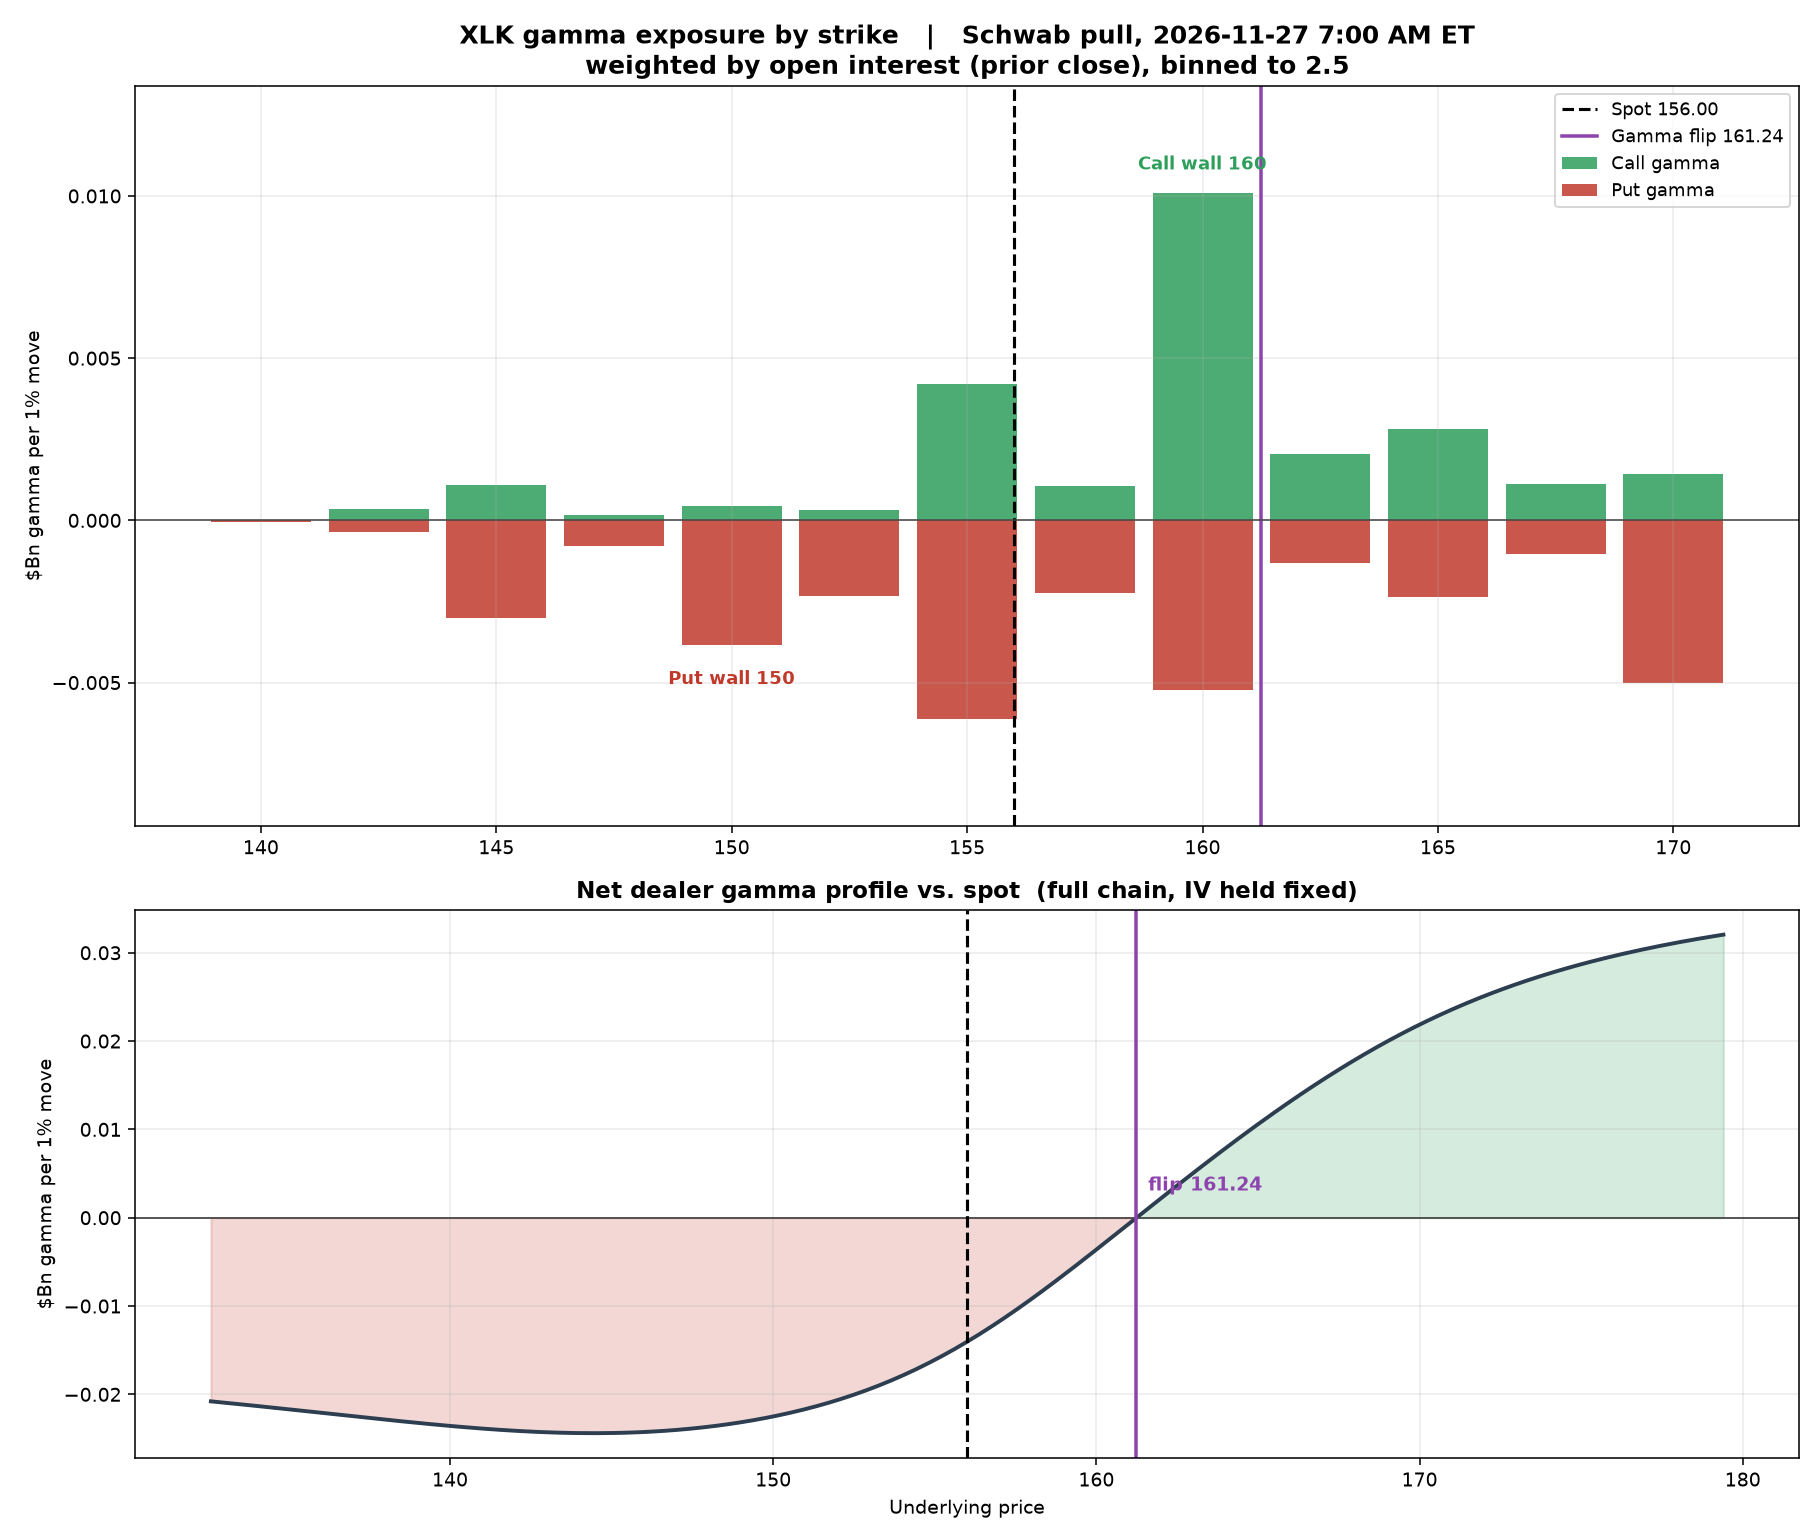 XLK gamma exposure by strike | Schwab pull, 2026-11-27 7:00 AM ET
weighted by open interest (prior close), binned to 2.5
$Bn gamma per 1% move
0.010
0.005
0.000
−0.005
Spot 156.00
Gamma flip 161.24
Call gamma
Put gamma
Call wall 160
Put wall 150
140 145 150 155 160 165 170
Net dealer gamma profile vs. spot (full chain, IV held fixed)
$Bn gamma per 1% move
0.03
0.02
0.01
0.00
−0.01
−0.02
flip 161.24
140 150 160 170 180
Underlying price